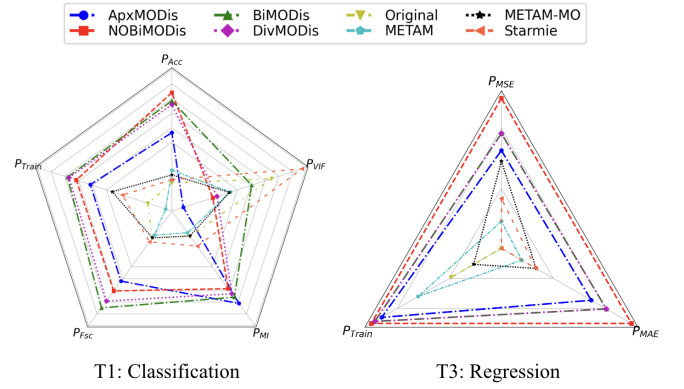 ApxMODis BiMODis Original METAM-MO
NOBiMODis DivMODis METAM Starmie
P_Acc
P_VIF
P_MI
P_Fsc
P_Train
P_MSE
P_MAE
P_Train
T1: Classification
T3: Regression